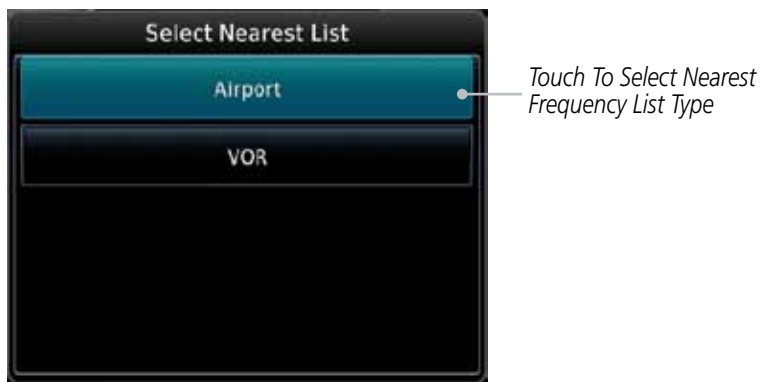 Select Nearest List
Airport
Touch To Select Nearest
Frequency List Type
VOR